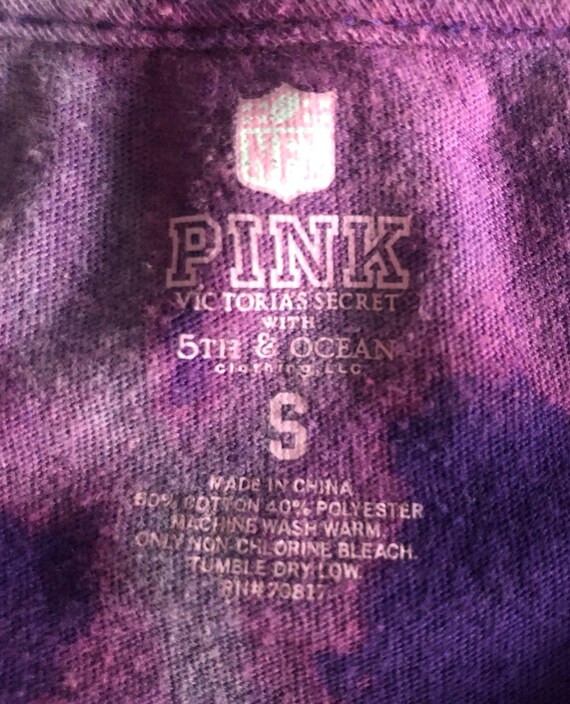 NFL
PINK
VICTORIA'S SECRET
WITH
5TH & OCEAN
Clothing, LLC
S
MADE IN CHINA
60% COTTON 40% POLYESTER
MACHINE WASH WARM.
ONLY NON-CHLORINE BLEACH.
TUMBLE DRY LOW.
RN#70817